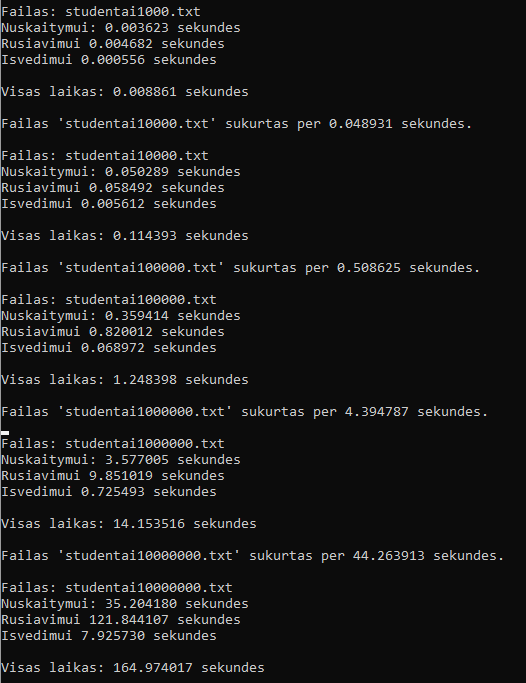 Failas: studentai1000.txt
Nuskaitymui: 0.003623 sekundes
Rusiavimui 0.004682 sekundes
Isvedimui 0.000556 sekundes
Visas laikas: 0.008861 sekundes
Failas 'studentai10000.txt' sukurtas per 0.048931 sekundes.
Failas: studentai10000.txt
Nuskaitymui: 0.050289 sekundes
Rusiavimui 0.058492 sekundes
Isvedimui 0.005612 sekundes
Visas laikas: 0.114393 sekundes
Failas 'studentai100000.txt' sukurtas per 0.508625 sekundes.
Failas: studentai100000.txt
Nuskaitymui: 0.359414 sekundes
Rusiavimui 0.820012 sekundes
Isvedimui 0.068972 sekundes
Visas laikas: 1.248398 sekundes
Failas 'studentai1000000.txt' sukurtas per 4.394787 sekundes.
Failas: studentai1000000.txt
Nuskaitymui: 3.577005 sekundes
Rusiavimui 9.851019 sekundes
Isvedimui 0.725493 sekundes
Visas laikas: 14.153516 sekundes
Failas 'studentai10000000.txt' sukurtas per 44.263913 sekundes.
Failas: studentai10000000.txt
Nuskaitymui: 35.204180 sekundes
Rusiavimui 121.844107 sekundes
Isvedimui 7.925730 sekundes
Visas laikas: 164.974017 sekundes